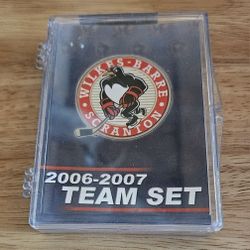 WILKES-BARRE
SCRANTON
2006-2007
TEAM SET